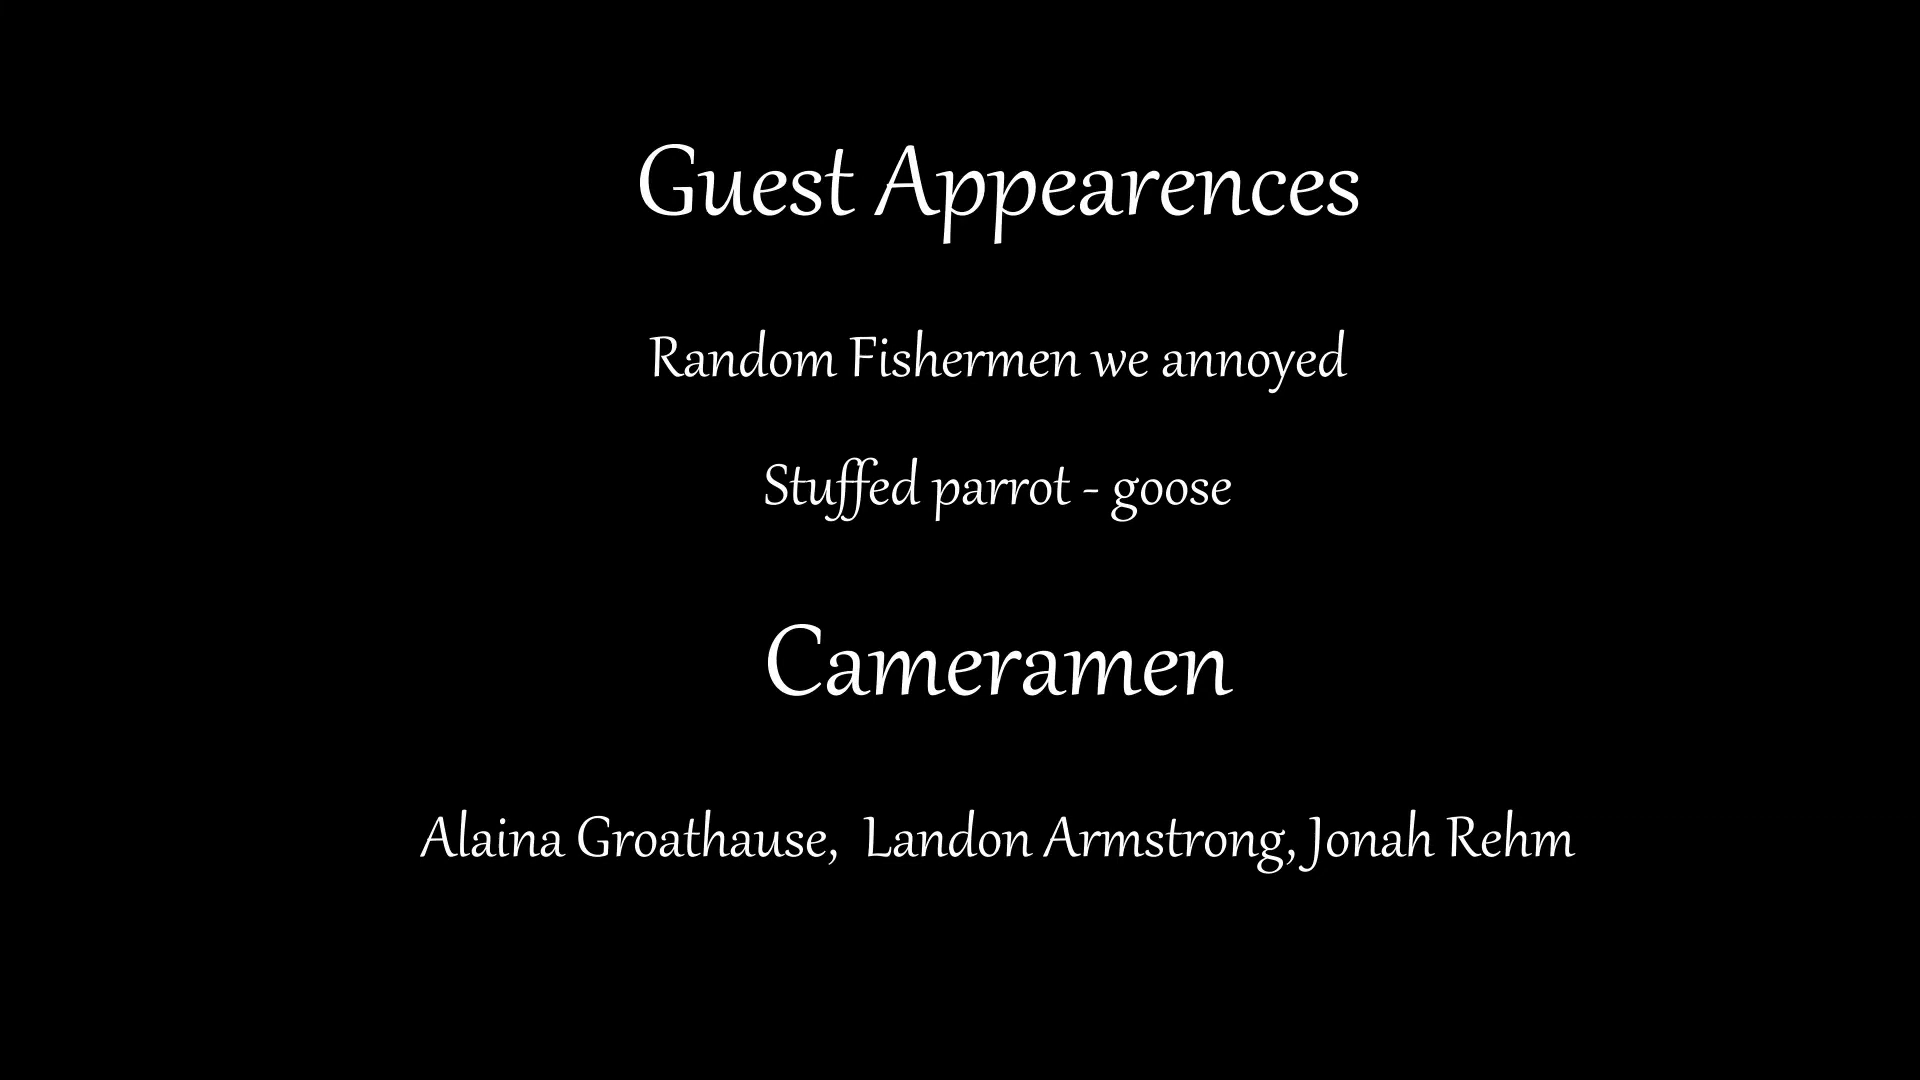 Guest Appearences
Random Fishermen we annoyed
Stuffed parrot - goose
Cameramen
Alaina Groathause,  Landon Armstrong, Jonah Rehm